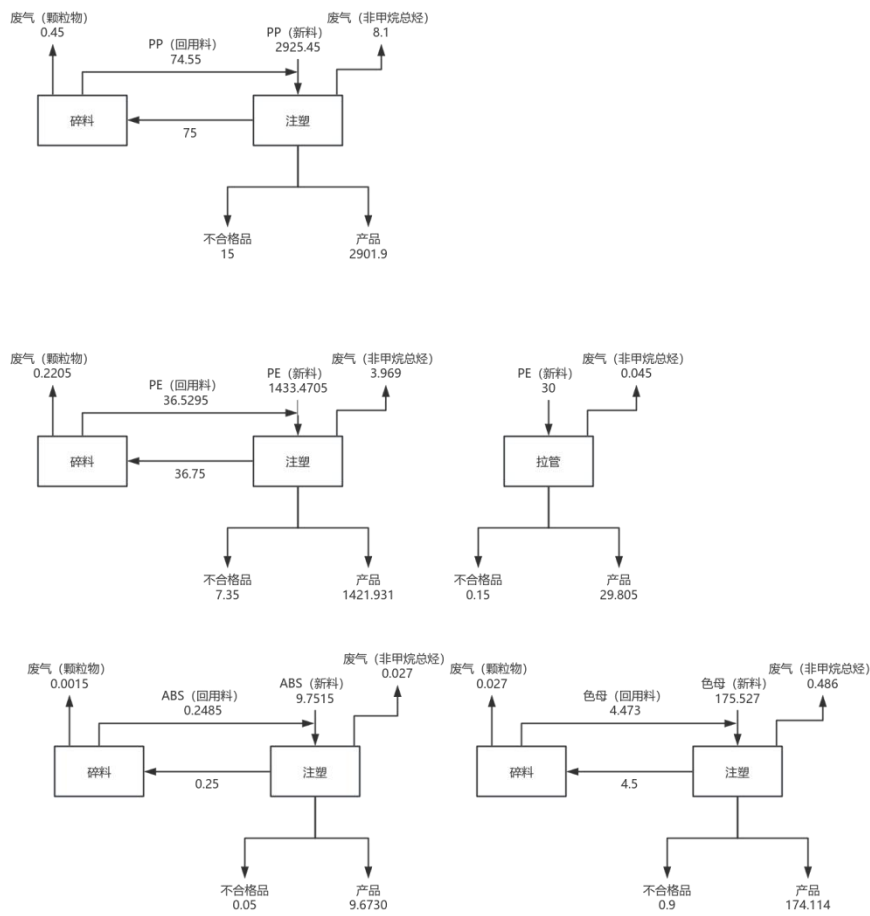 废气（颗粒物）
0.45
PP（回用料）
74.55
PP（新料）
2925.45
废气（非甲烷总烃）
8.1
碎料
75
注塑
不合格品
15
产品
2901.9
废气（颗粒物）
0.2205
PE（回用料）
36.5295
PE（新料）
1433.4705
废气（非甲烷总烃）
3.969
碎料
36.75
注塑
不合格品
7.35
产品
1421.931
PE（新料）
30
废气（非甲烷总烃）
0.045
拉管
不合格品
0.15
产品
29.805
废气（颗粒物）
0.0015
ABS（回用料）
0.2485
ABS（新料）
9.7515
废气（非甲烷总烃）
0.027
碎料
0.25
注塑
不合格品
0.05
产品
9.6730
废气（颗粒物）
0.027
色母（回用料）
4.473
色母（新料）
175.527
废气（非甲烷总烃）
0.486
碎料
4.5
注塑
不合格品
0.9
产品
174.114